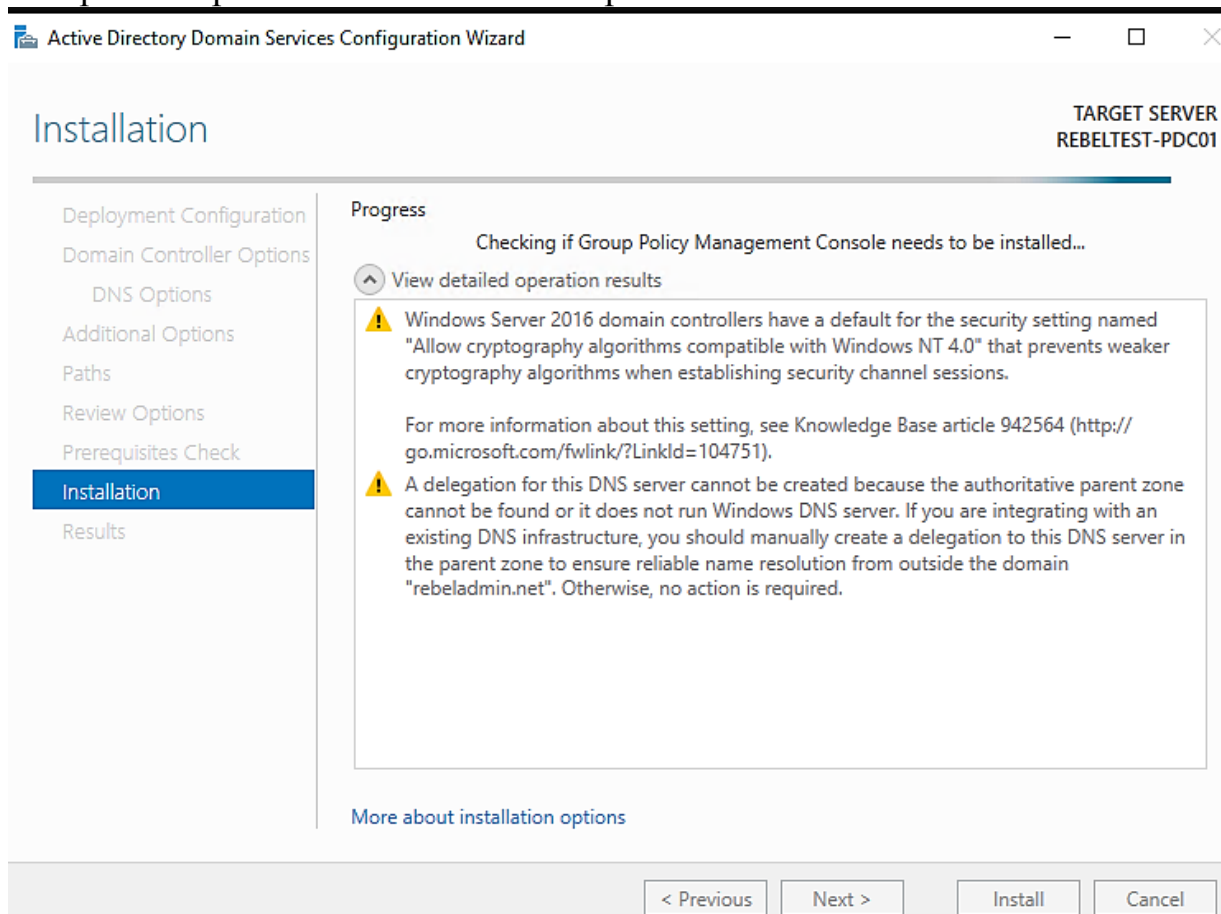 Active Directory Domain Services Configuration Wizard
TARGET SERVER
REBELTEST-PDC01
Installation
Deployment Configuration
Domain Controller Options
DNS Options
Additional Options
Paths
Review Options
Prerequisites Check
Installation
Results
Progress
Checking if Group Policy Management Console needs to be installed...
View detailed operation results
Windows Server 2016 domain controllers have a default for the security setting named
"Allow cryptography algorithms compatible with Windows NT 4.0" that prevents weaker
cryptography algorithms when establishing security channel sessions.
For more information about this setting, see Knowledge Base article 942564 (http://
go.microsoft.com/fwlink/?LinkId=104751).
A delegation for this DNS server cannot be created because the authoritative parent zone
cannot be found or it does not run Windows DNS server. If you are integrating with an
existing DNS infrastructure, you should manually create a delegation to this DNS server in
the parent zone to ensure reliable name resolution from outside the domain
"rebeladmin.net". Otherwise, no action is required.
More about installation options
< Previous
Next >
Install
Cancel